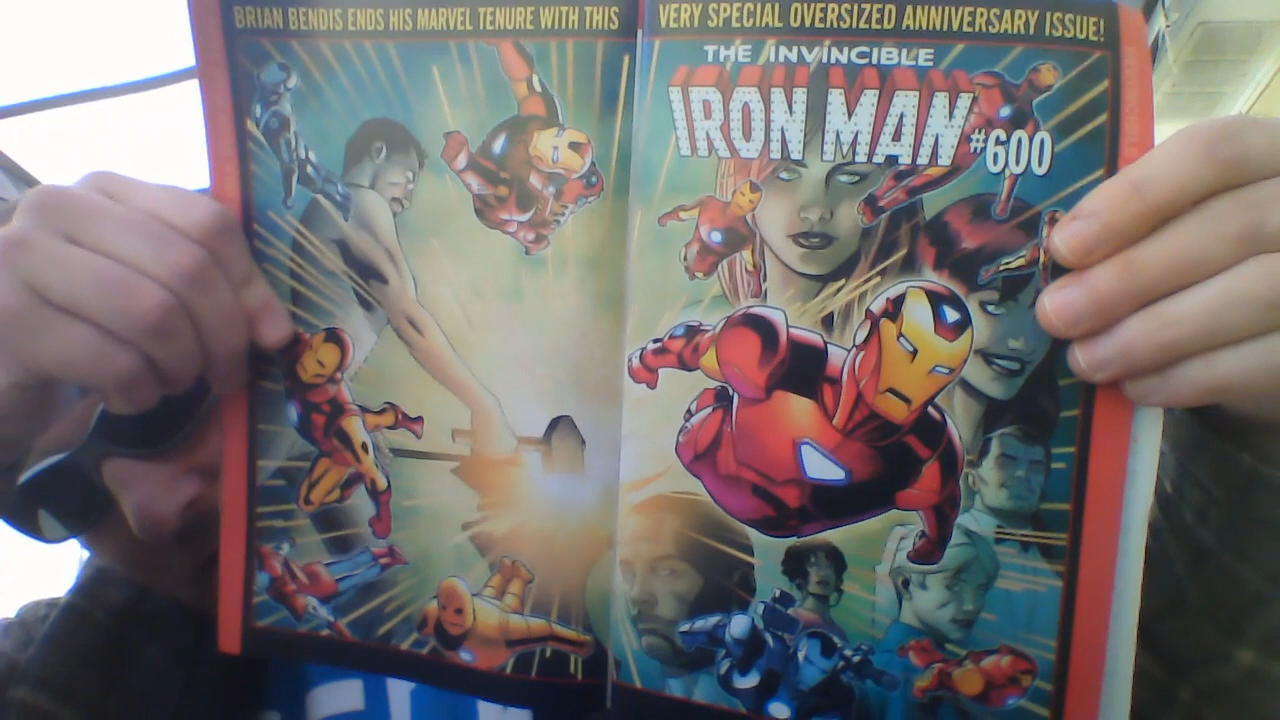 BRIAN BENDIS ENDS HIS MARVEL TENURE WITH THIS VERY SPECIAL OVERSIZED ANNIVERSARY ISSUE!
THE INVINCIBLE
IRON MAN
#600